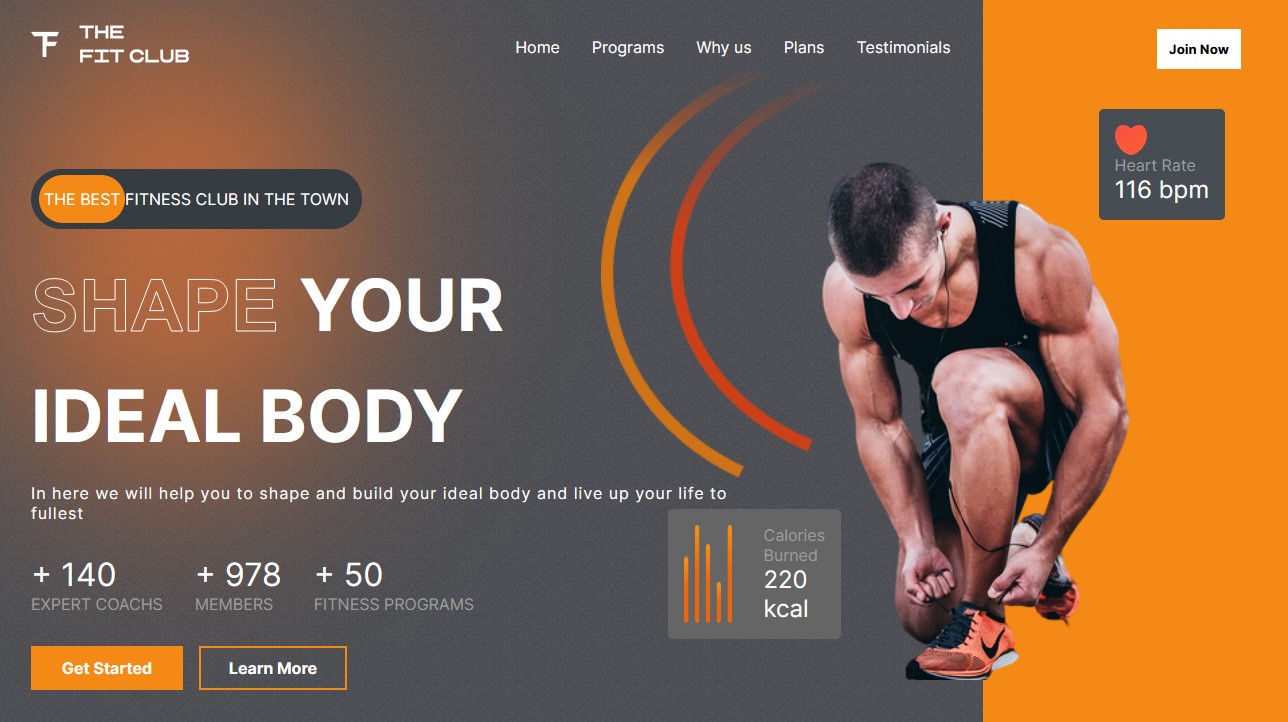 THE
FIT CLUB
Home
Programs
Why us
Plans
Testimonials
Join Now
Heart Rate
116 bpm
THE BEST FITNESS CLUB IN THE TOWN
SHAPE YOUR
IDEAL BODY
In here we will help you to shape and build your ideal body and live up your life to
fullest
Calories
Burned
220
kcal
+ 140
EXPERT COACHS
+ 978
MEMBERS
+ 50
FITNESS PROGRAMS
Get Started
Learn More